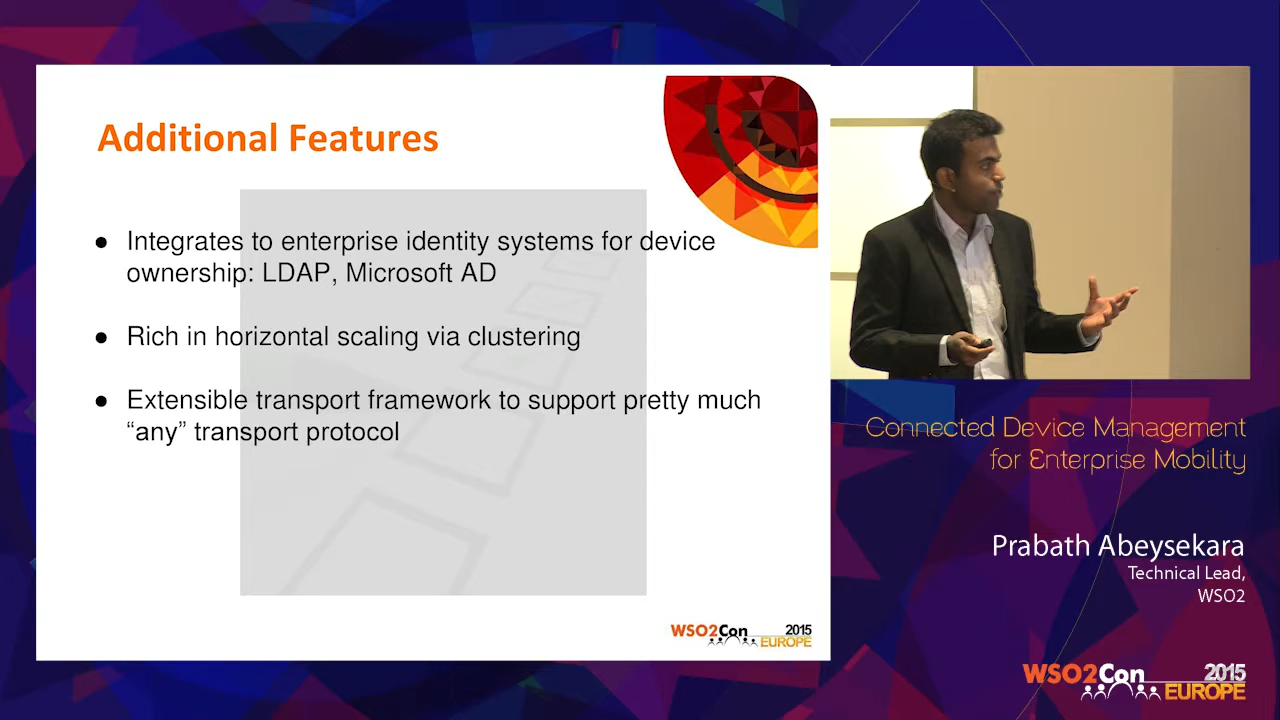 Additional Features
● Integrates to enterprise identity systems for device
ownership: LDAP, Microsoft AD
● Rich in horizontal scaling via clustering
● Extensible transport framework to support pretty much
“any” transport protocol
WSO2Con 2015
EUROPE
Connected Device Management
for Enterprise Mobility
Prabath Abeysekara
Technical Lead,
WSO2
WSO2Con 2015
EUROPE